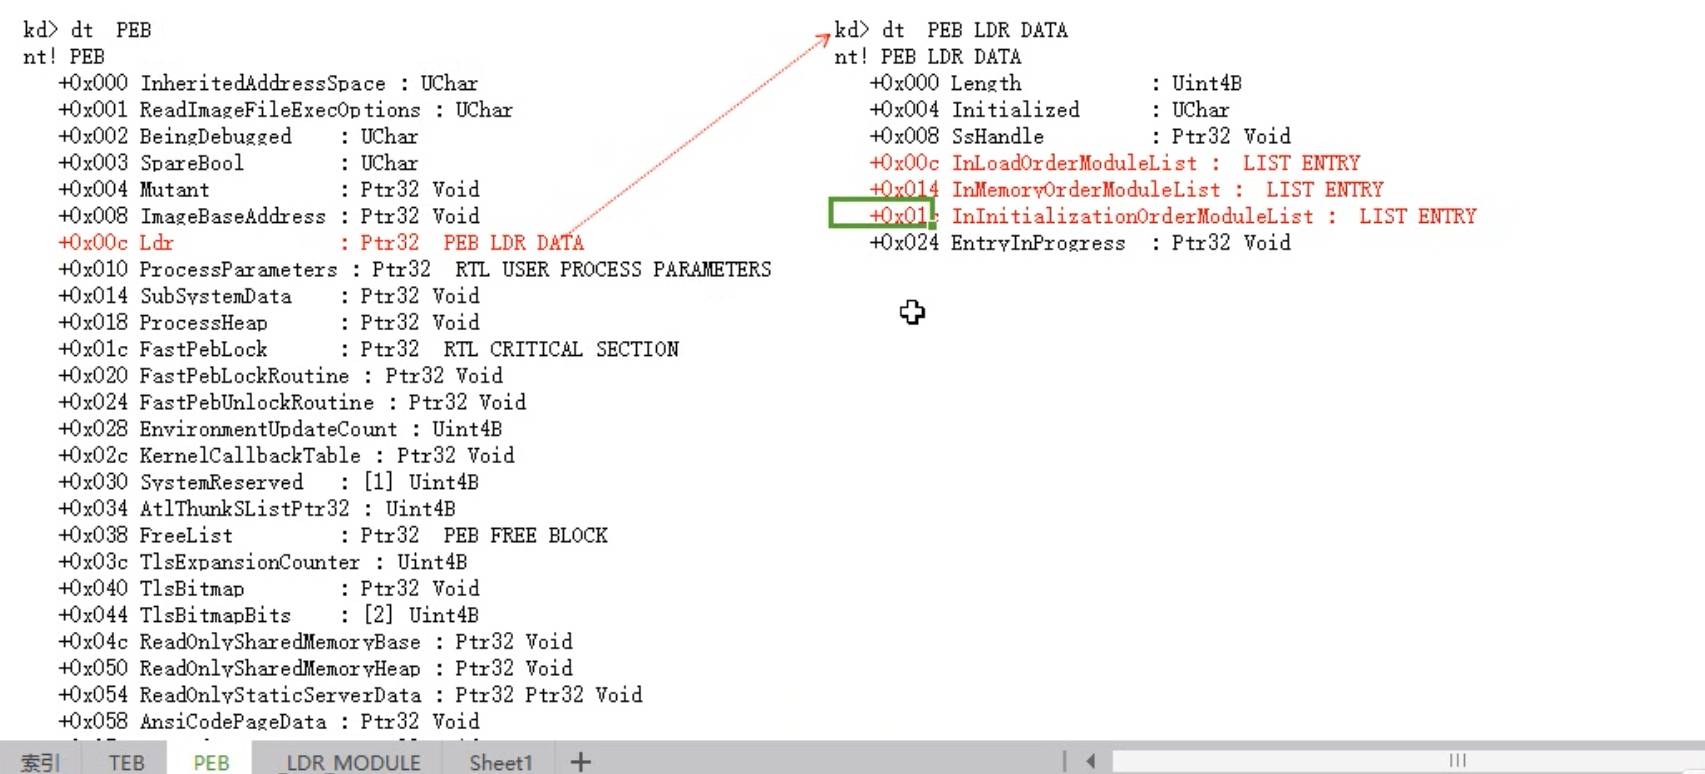 kd> dt  PEB
nt! PEB
+0x000 InheritedAddressSpace : UChar
+0x001 ReadImageFileExecOptions : UChar
+0x002 BeingDebugged    : UChar
+0x003 SpareBool        : UChar
+0x004 Mutant           : Ptr32 Void
+0x008 ImageBaseAddress : Ptr32 Void
+0x00c Ldr              : Ptr32  PEB LDR DATA
+0x010 ProcessParameters : Ptr32  RTL USER PROCESS PARAMETERS
+0x014 SubSystemData    : Ptr32 Void
+0x018 ProcessHeap      : Ptr32 Void
+0x01c FastPebLock      : Ptr32  RTL CRITICAL SECTION
+0x020 FastPebLockRoutine : Ptr32 Void
+0x024 FastPebUnlockRoutine : Ptr32 Void
+0x028 EnvironmentUpdateCount : Uint4B
+0x02c KernelCallbackTable : Ptr32 Void
+0x030 SystemReserved   : [1] Uint4B
+0x034 AtlThunkSListPtr32 : Uint4B
+0x038 FreeList         : Ptr32  PEB FREE BLOCK
+0x03c TlsExpansionCounter : Uint4B
+0x040 TlsBitmap        : Ptr32 Void
+0x044 TlsBitmapBits    : [2] Uint4B
+0x04c ReadOnlySharedMemoryBase : Ptr32 Void
+0x050 ReadOnlySharedMemoryHeap : Ptr32 Void
+0x054 ReadOnlyStaticServerData : Ptr32 Ptr32 Void
+0x058 AnsiCodePageData : Ptr32 Void
kd> dt  PEB LDR DATA
nt! PEB LDR DATA
+0x000 Length           : Uint4B
+0x004 Initialized      : UChar
+0x008 SsHandle         : Ptr32 Void
+0x00c InLoadOrderModuleList :  LIST ENTRY
+0x014 InMemoryOrderModuleList :  LIST ENTRY
+0x01c InInitializationOrderModuleList :  LIST ENTRY
+0x024 EntryInProgress  : Ptr32 Void
索引 TEB PEB _LDR_MODULE Sheet1 +